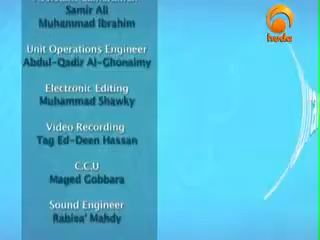 Samir Ali
Muhammad Ibrahim
Unit Operations Engineer
Abdul-Qadir Al-Ghonaimy
Electronic Editing
Muhammad Shawky
Video Recording
Tag Ed-Deen Hassan
C.C.U
Maged Gobbara
Sound Engineer
Rabiea' Mahdy
huda